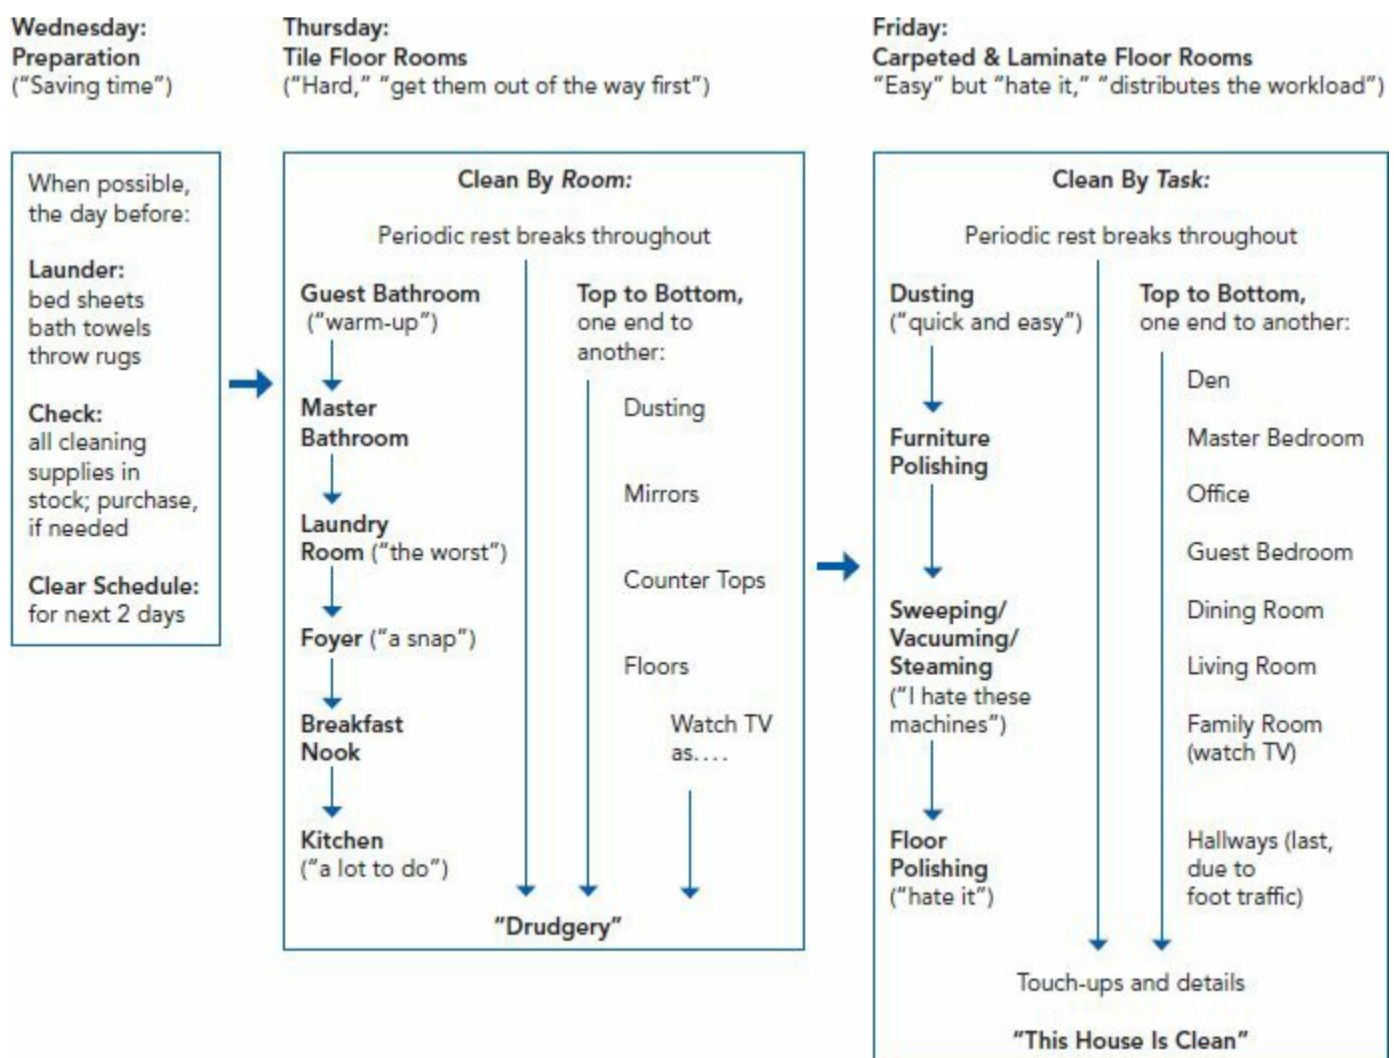 Wednesday:
Preparation
(“Saving time”)
When possible,
the day before:
Launder:
bed sheets
bath towels
throw rugs
Check:
all cleaning
supplies in
stock; purchase,
if needed
Clear Schedule:
for next 2 days
Thursday:
Tile Floor Rooms
(“Hard,” “get them out of the way first”)
Clean By Room:
Periodic rest breaks throughout
Guest Bathroom
(“warm-up”)
Master
Bathroom
Laundry
Room (“the worst”)
Foyer (“a snap”)
Breakfast
Nook
Kitchen
(“a lot to do”)
Top to Bottom,
one end to
another:
Dusting
Mirrors
Counter Tops
Floors
Watch TV
as....
“Drudgery”
Friday:
Carpeted & Laminate Floor Rooms
“Easy” but “hate it,” “distributes the workload”)
Clean By Task:
Periodic rest breaks throughout
Dusting
(“quick and easy”)
Furniture
Polishing
Sweeping/
Vacuuming/
Steaming
(“I hate these
machines”)
Floor
Polishing
(“hate it”)
Top to Bottom,
one end to another:
Den
Master Bedroom
Office
Guest Bedroom
Dining Room
Living Room
Family Room
(watch TV)
Hallways (last,
due to
foot traffic)
Touch-ups and details
“This House Is Clean”